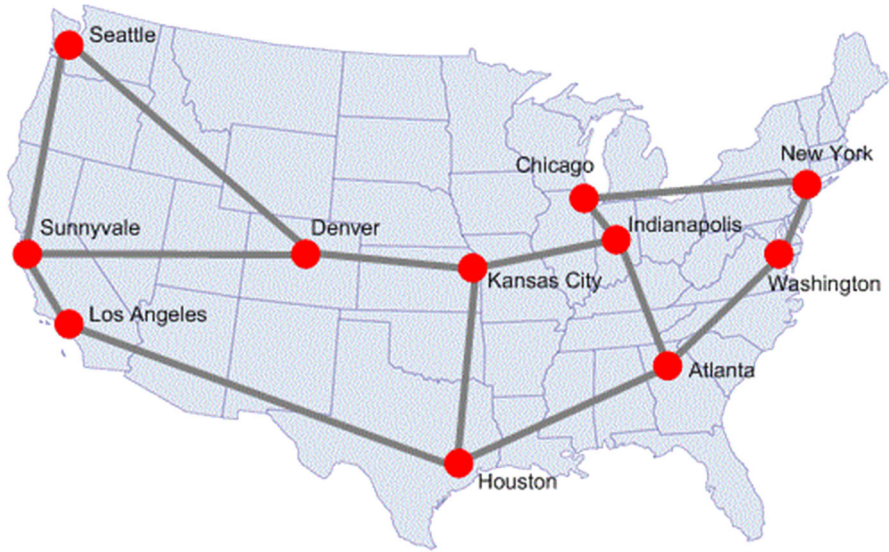 Seattle
Chicago
New York
Sunnyvale
Denver
Indianapolis
Kansas City
Washington
Los Angeles
Atlanta
Houston